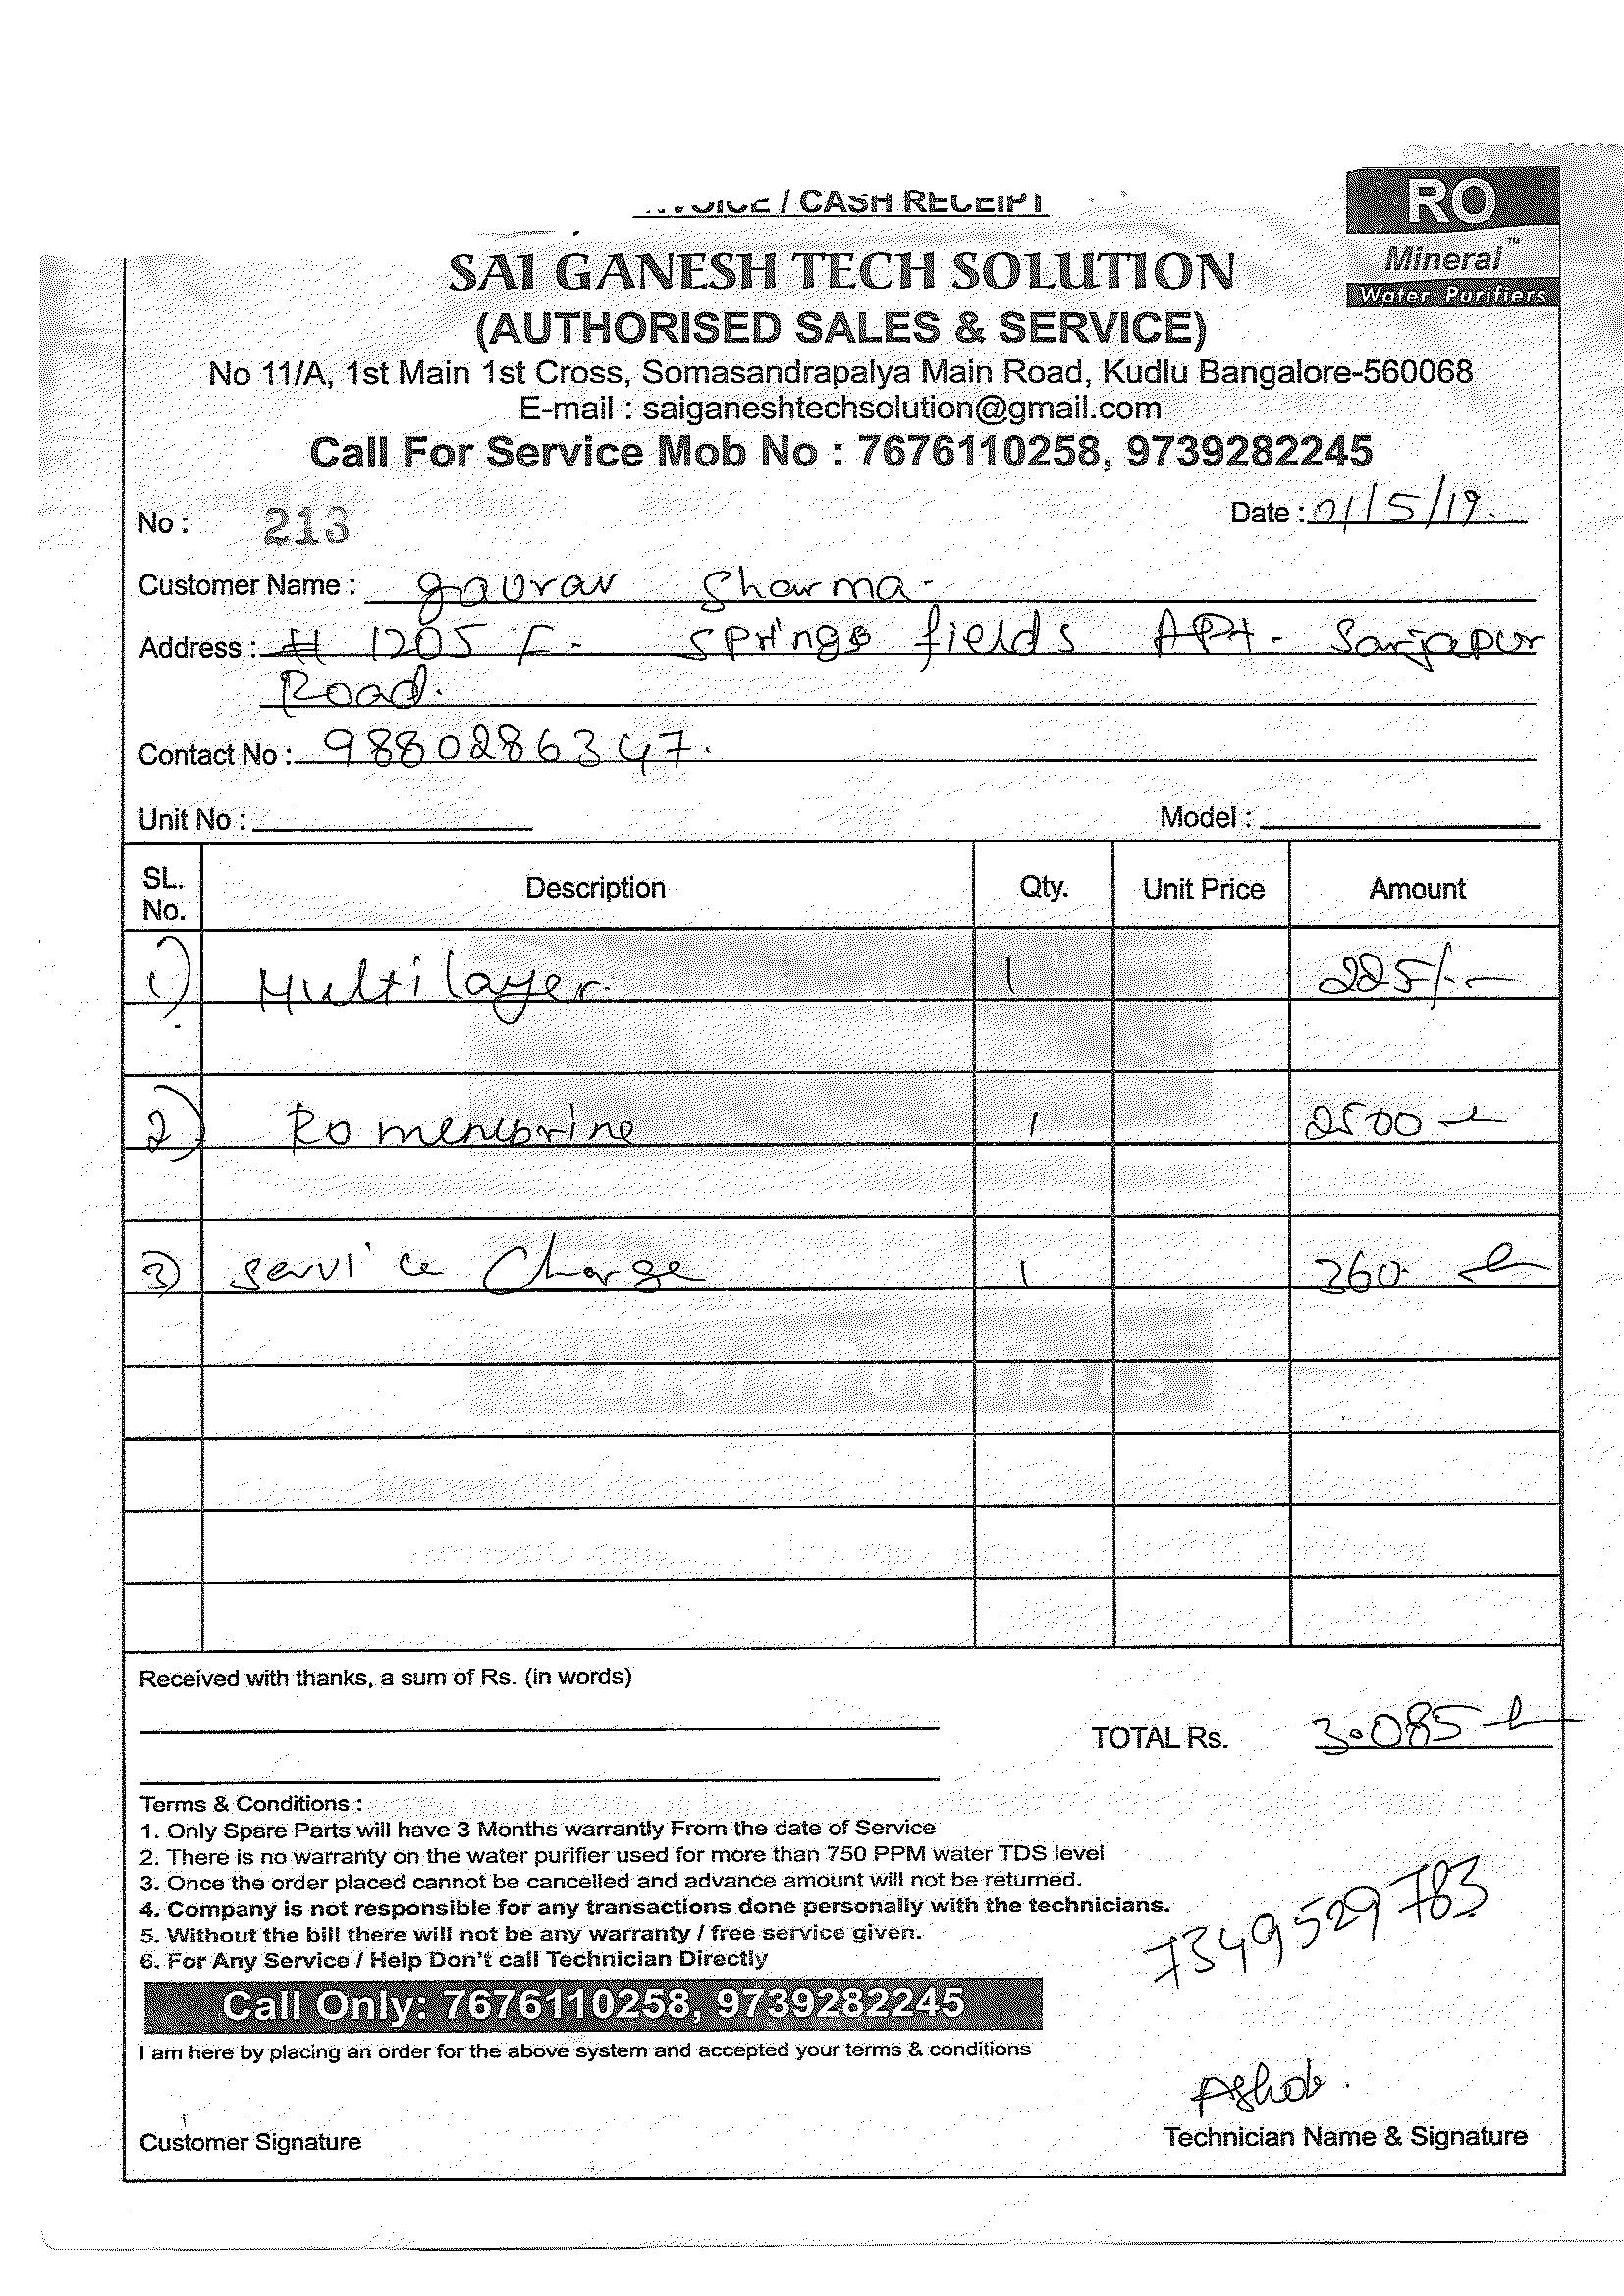 INVOICE / CASH RECEIPT
RO
Mineral™
Water Purifiers
SAI GANESH TECH SOLUTION
(AUTHORISED SALES & SERVICE)
No 11/A, 1st Main 1st Cross, Somasandrapalya Main Road, Kudlu Bangalore-560068
E-mail : saiganeshtechsolution@gmail.com
Call For Service Mob No : 7676110258, 9739282245
No : 213 Date : 01/5/19.
Customer Name : gaurav Sharma-
Address : # 1205 Springs fields APt- Sarjapur
Road.
Contact No : 9880286347.
Unit No : Model :
SL. No. Description Qty. Unit Price Amount
1) Multilayer. 1 225/-
2) Ro menebrine 1 2500
3) service Charge 1 360
Purifiers
Received with thanks, a sum of Rs. (in words)
TOTAL Rs. 3.085
Terms & Conditions :
1. Only Spare Parts will have 3 Months warrantly From the date of Service
2. There is no warranty on the water purifier used for more than 750 PPM water TDS level
3. Once the order placed cannot be cancelled and advance amount will not be returned.
4. Company is not responsible for any transactions done personally with the technicians.
5. Without the bill there will not be any warranty / free service given.
6. For Any Service / Help Don't call Technician Directly
7349529783
Call Only: 7676110258, 9739282245
I am here by placing an order for the above system and accepted your terms & conditions
Ashok.
Customer Signature Technician Name & Signature